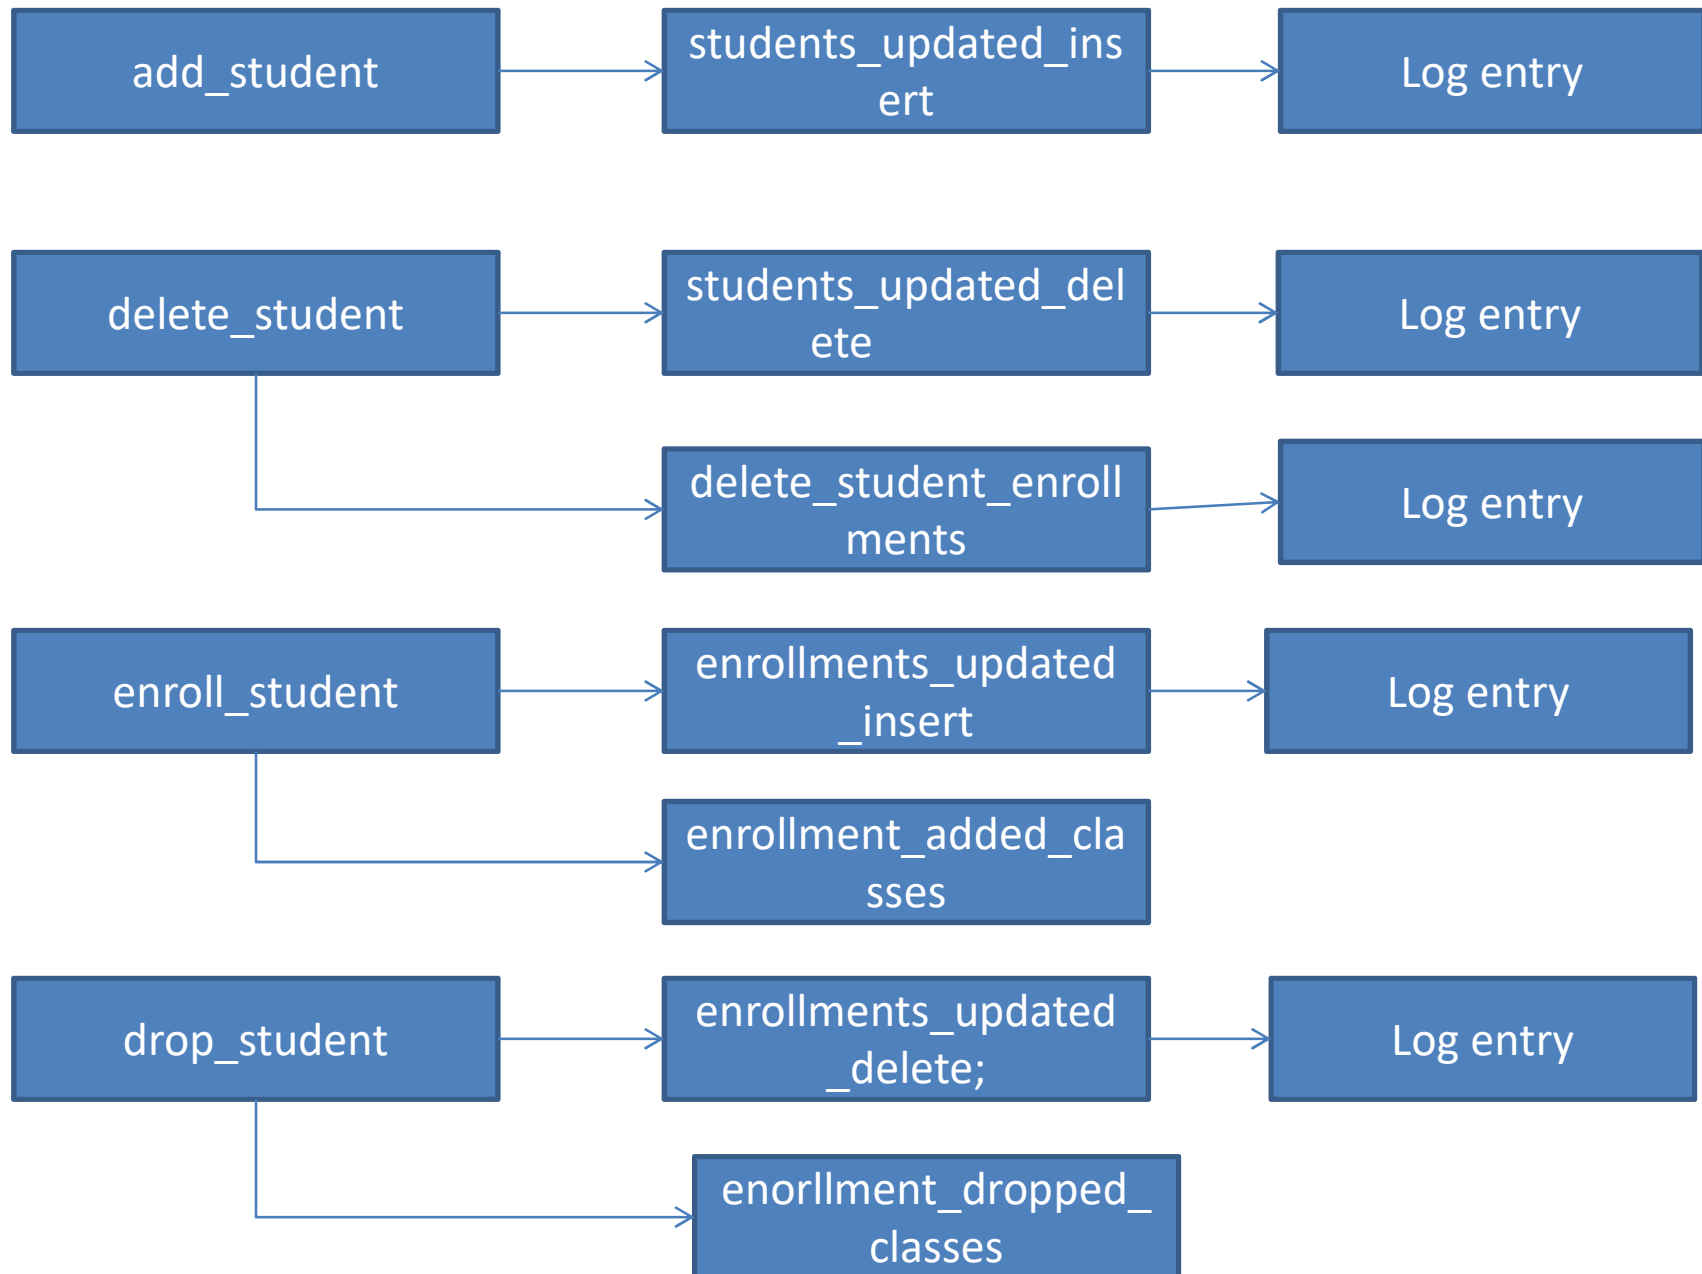 add_student
students_updated_ins
ert
Log entry
delete_student
students_updated_del
ete
Log entry
delete_student_enroll
ments
Log entry
enroll_student
enrollments_updated
_insert
Log entry
enrollment_added_cla
sses
drop_student
enrollments_updated
_delete;
Log entry
enorllment_dropped_
classes